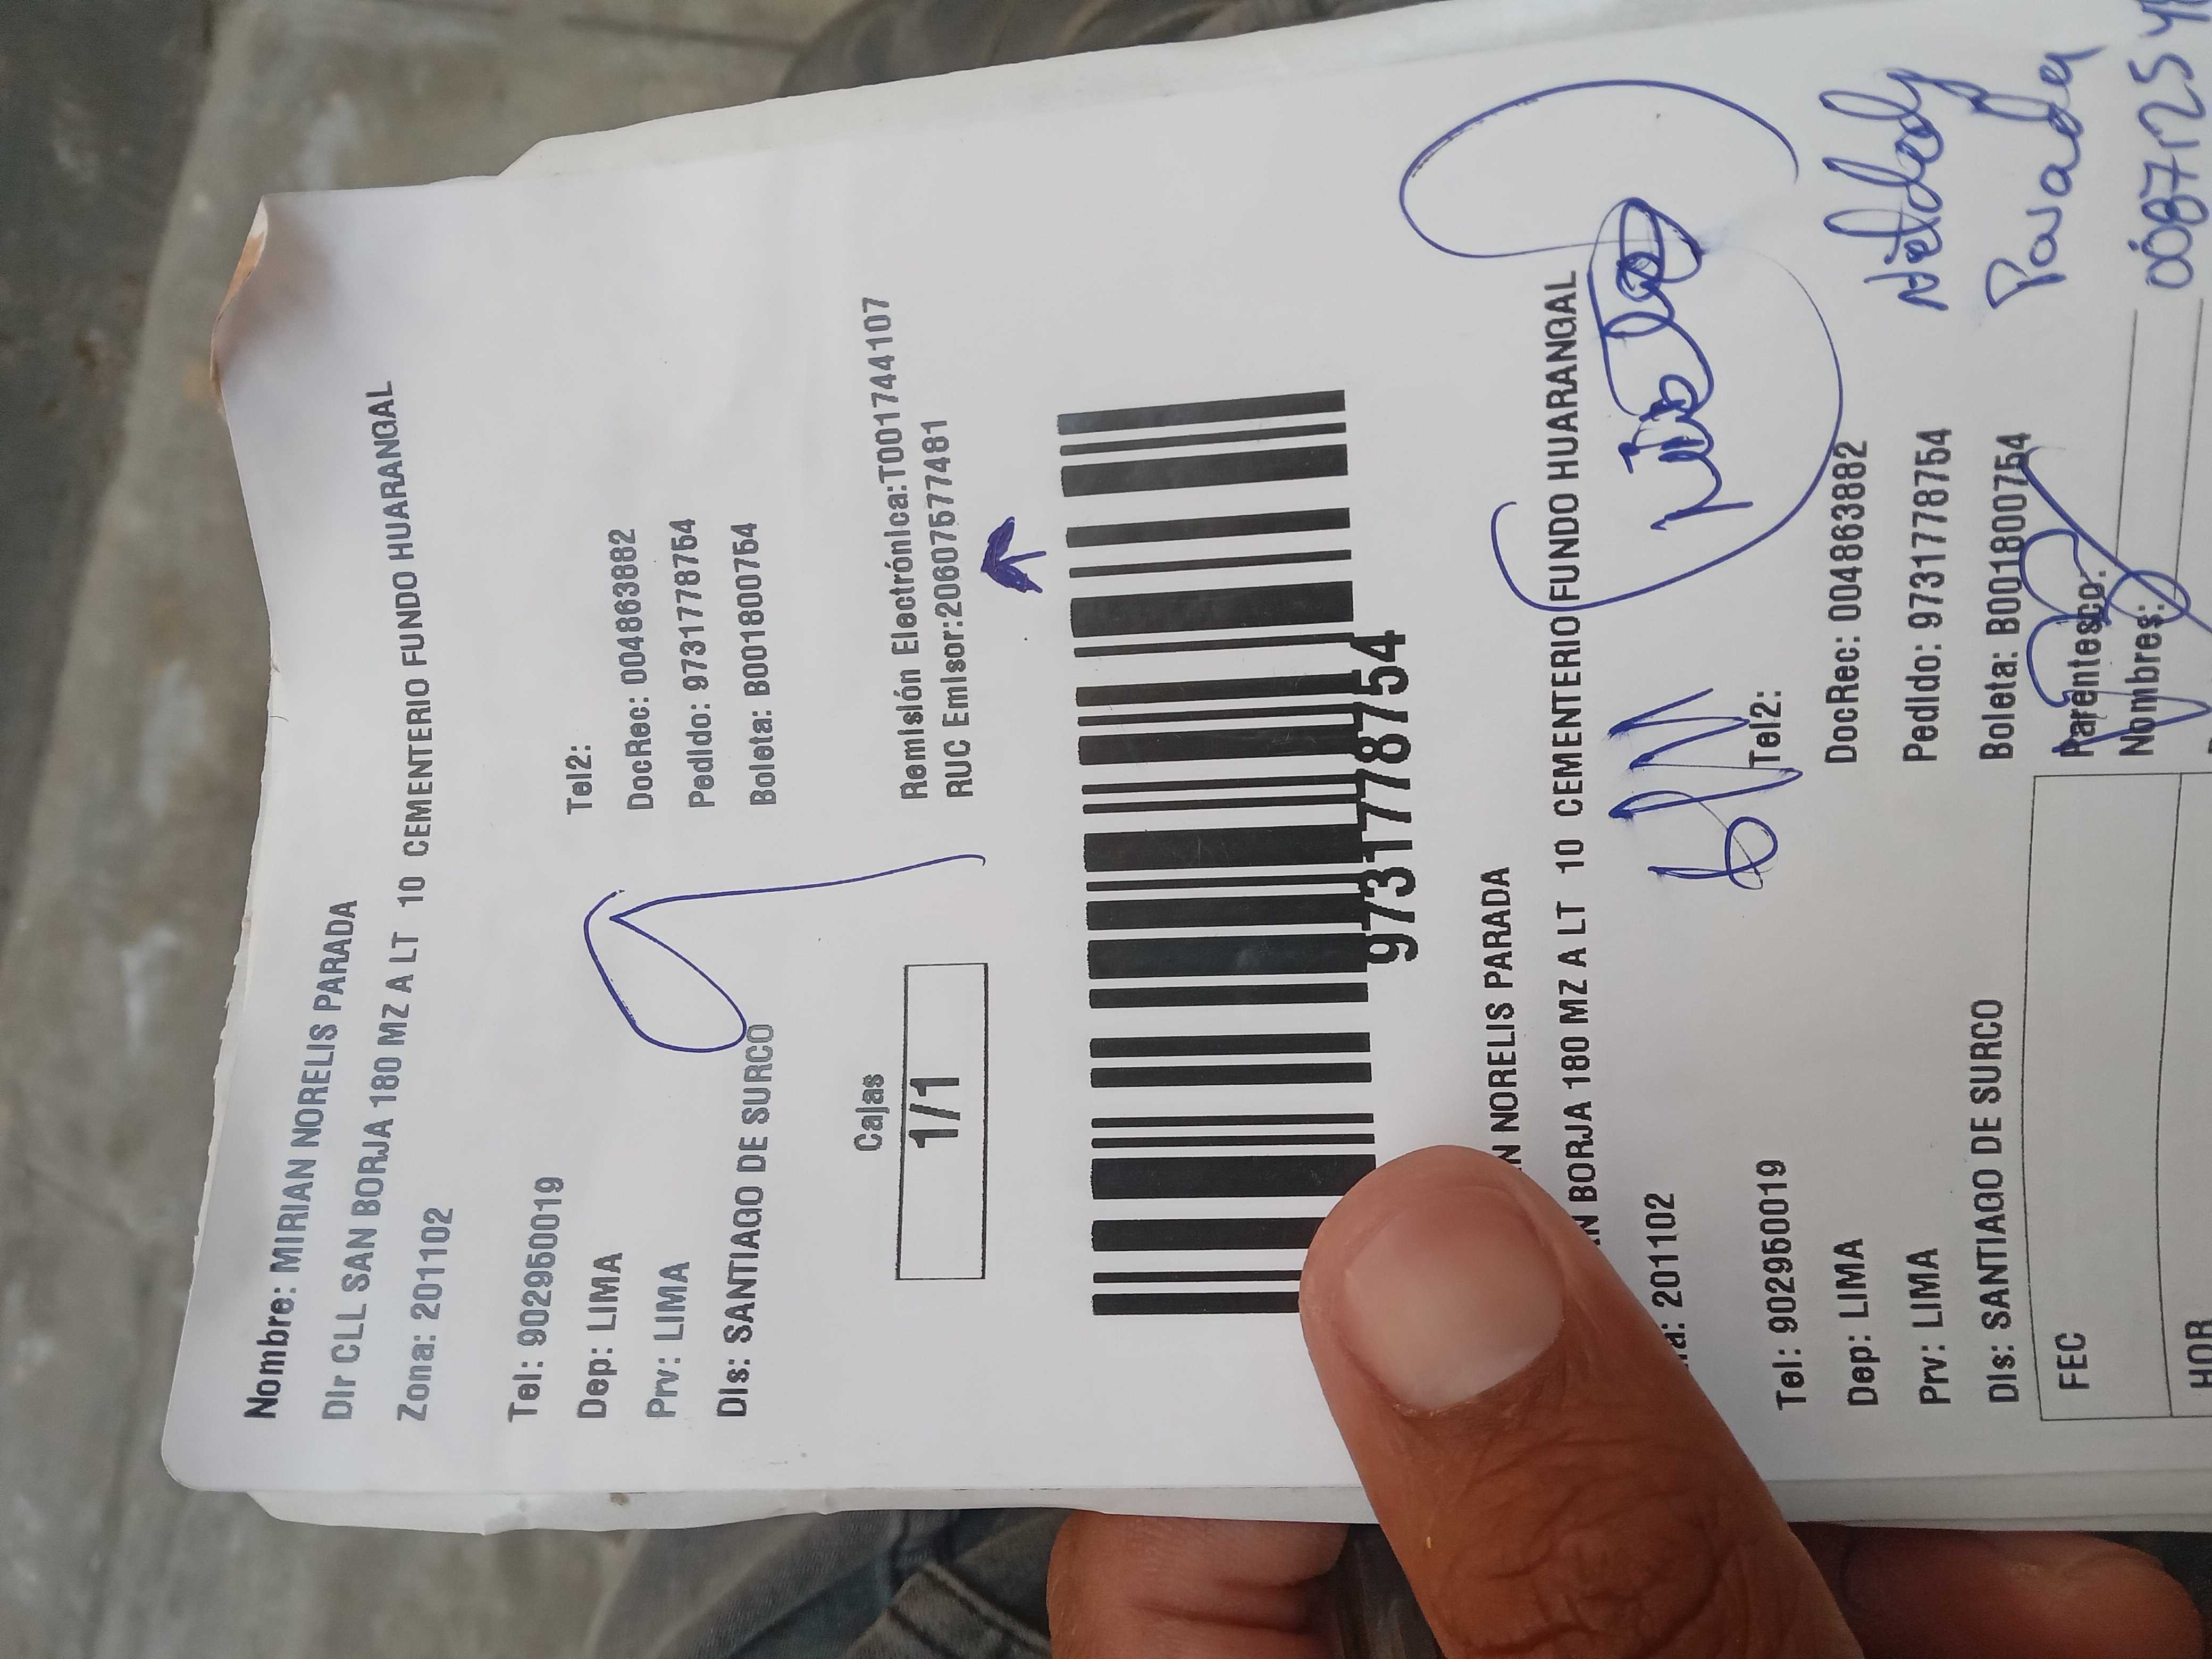 Nombre: MIRIAN NORELIS PARADA
Dir CLL SAN BORJA 180 MZ A LT 10 CEMENTERIO FUNDO HUARANGAL
Zona: 201102
Tel: 902950019 Tel2:
Dep: LIMA DocRec: 004863882
Prv: LIMA Pedido: 9731778754
Dis: SANTIAGO DE SURCO Boleta: B001800754
Cajas
1/1
Remisión Electrónica:T001744107
RUC Emisor:20607577481
9731778754
N NORELIS PARADA
N BORJA 180 MZ A LT 10 CEMENTERIO FUNDO HUARANGAL
na: 201102
Tel: 902950019 Tel2:
Dep: LIMA DocRec: 004863882
Prv: LIMA Pedido: 9731778754
Dis: SANTIAGO DE SURCO Boleta: B001800754
Parada
FEC Parentesco:
HOR Nombres: